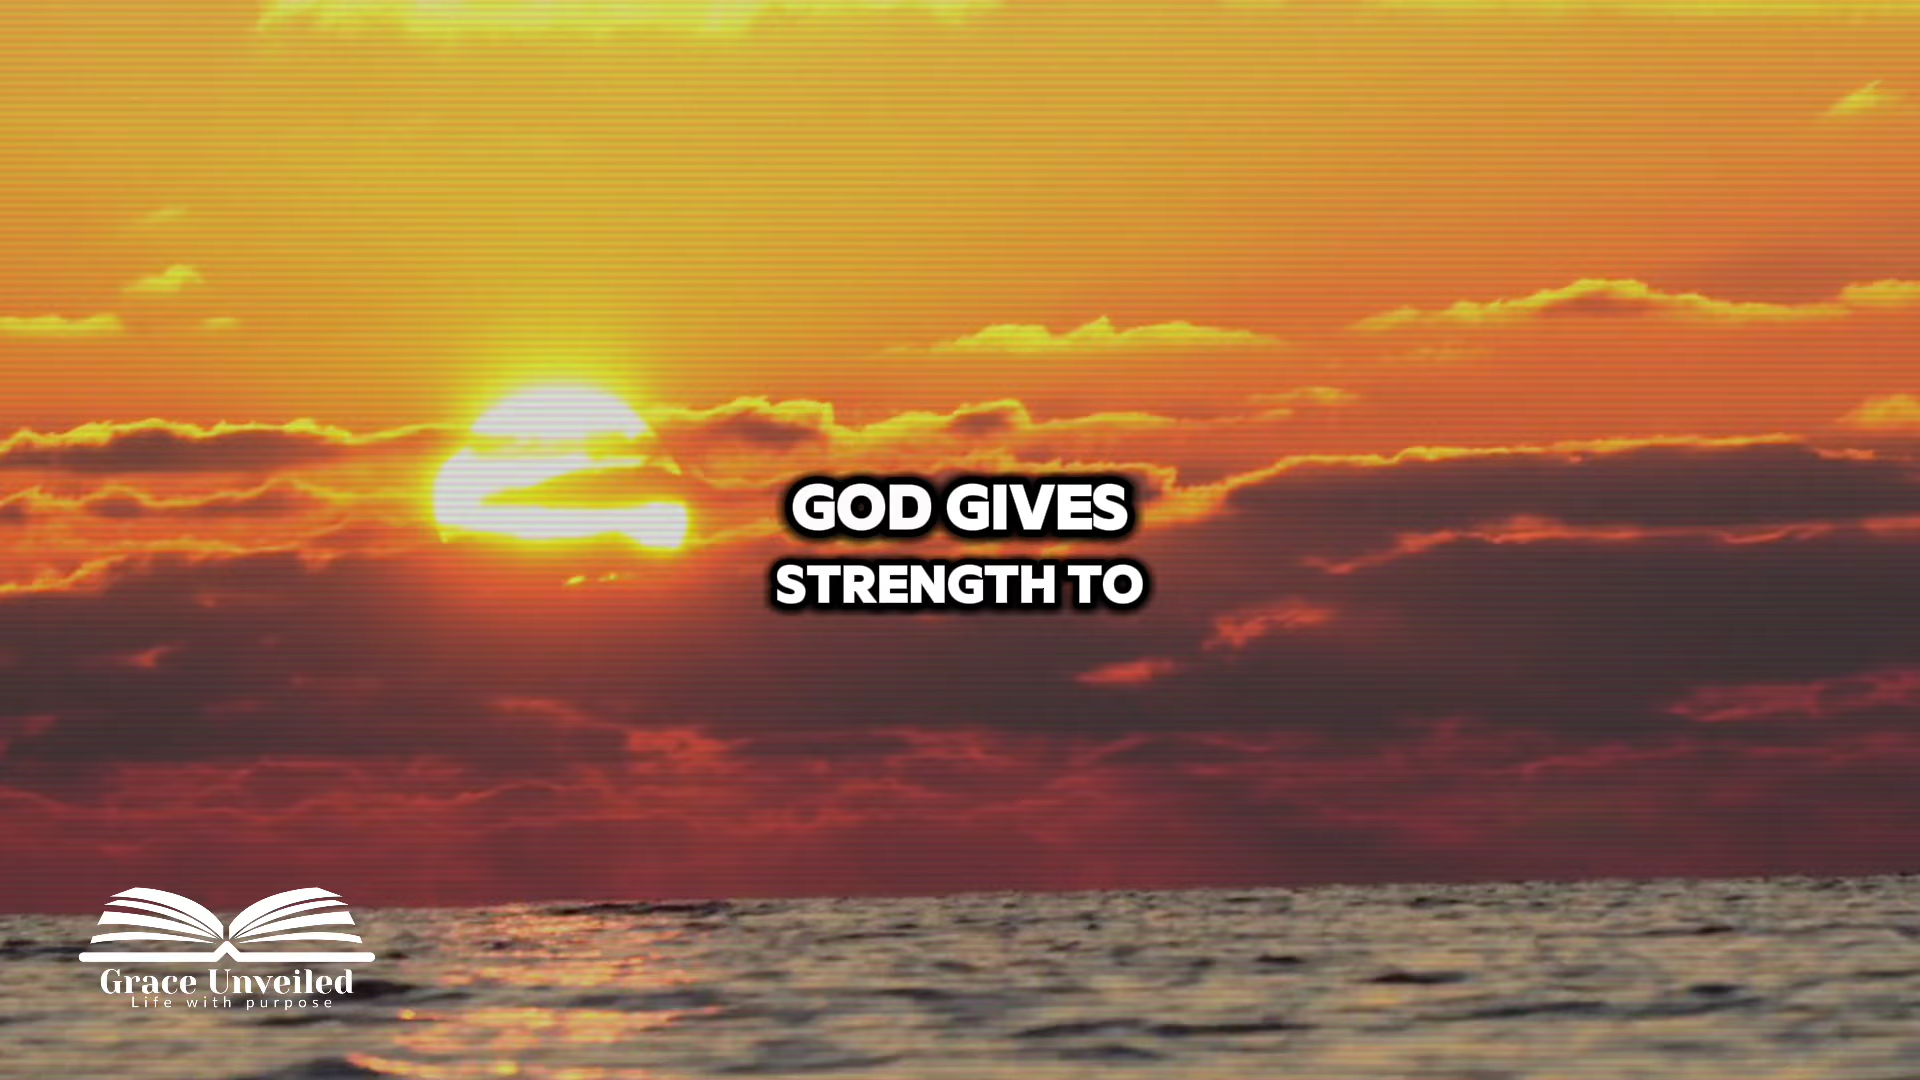 GOD GIVES
STRENGTH TO
Grace Unveiled
Life with purpose